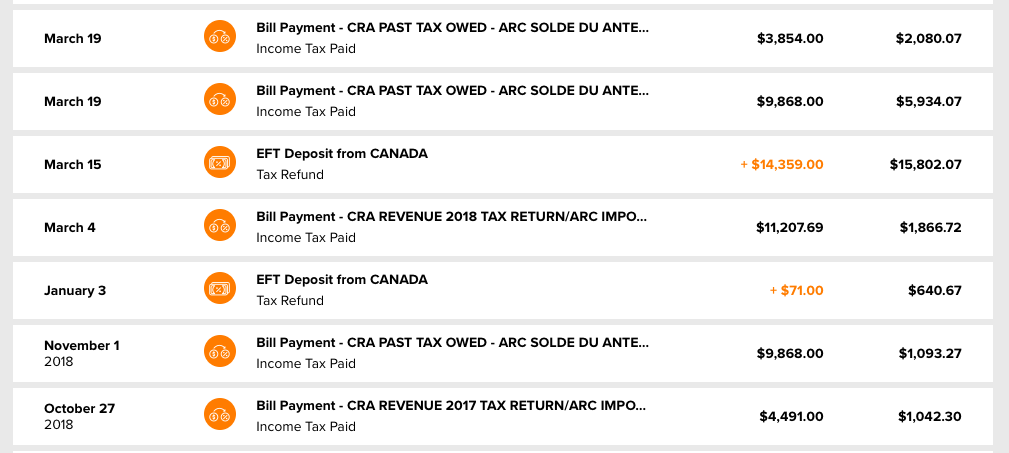 March 19
Bill Payment - CRA PAST TAX OWED - ARC SOLDE DU ANTE...
Income Tax Paid
$3,854.00
$2,080.07
March 19
Bill Payment - CRA PAST TAX OWED - ARC SOLDE DU ANTE...
Income Tax Paid
$9,868.00
$5,934.07
March 15
EFT Deposit from CANADA
Tax Refund
+ $14,359.00
$15,802.07
March 4
Bill Payment - CRA REVENUE 2018 TAX RETURN/ARC IMPO...
Income Tax Paid
$11,207.69
$1,866.72
January 3
EFT Deposit from CANADA
Tax Refund
+ $71.00
$640.67
November 1
2018
Bill Payment - CRA PAST TAX OWED - ARC SOLDE DU ANTE...
Income Tax Paid
$9,868.00
$1,093.27
October 27
2018
Bill Payment - CRA REVENUE 2017 TAX RETURN/ARC IMPO...
Income Tax Paid
$4,491.00
$1,042.30